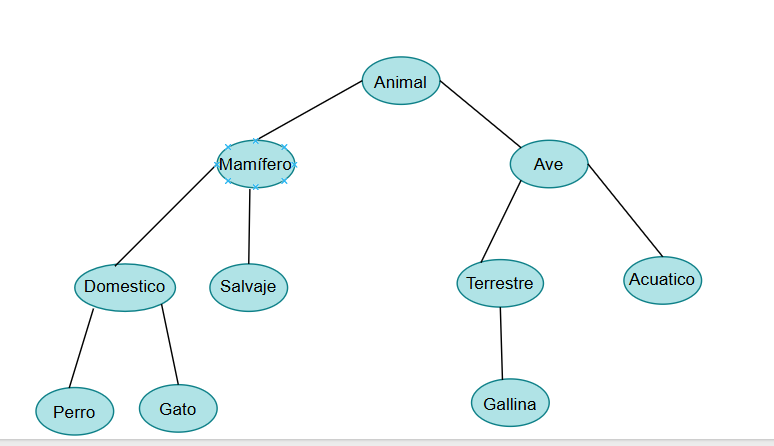 Animal
Mamífero
Ave
Domestico
Salvaje
Terrestre
Acuatico
Perro
Gato
Gallina